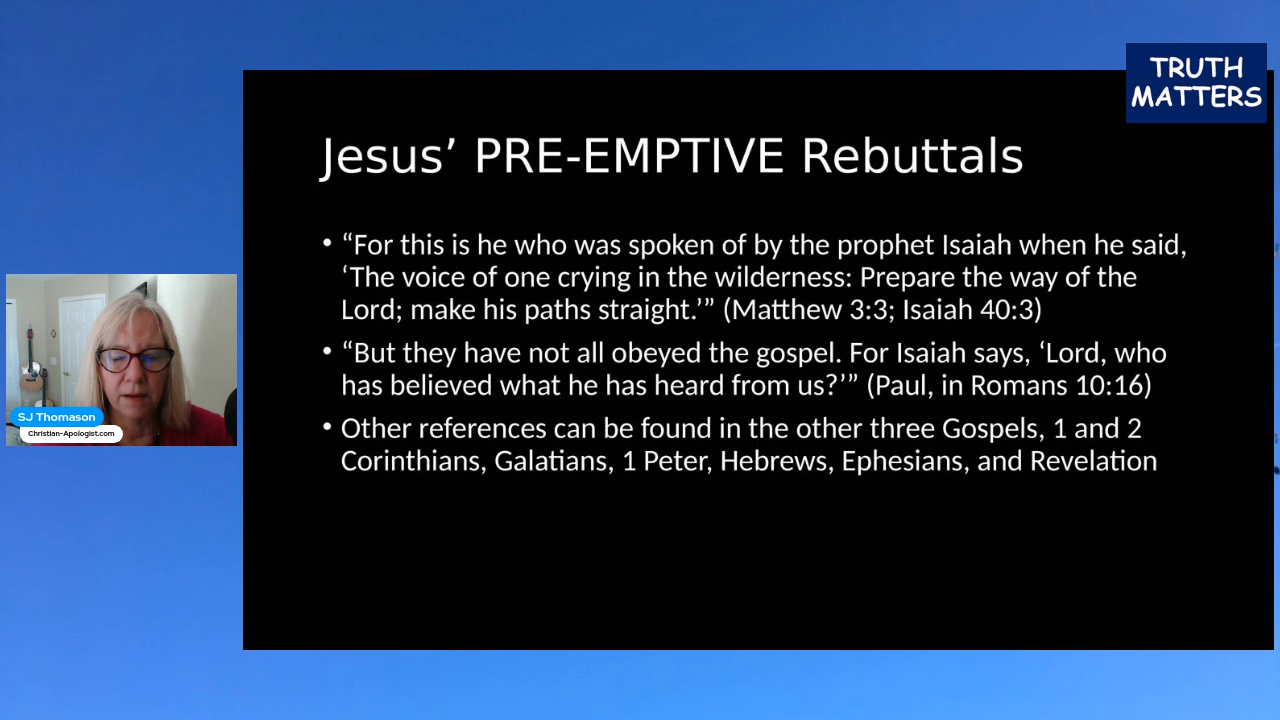 TRUTH
MATTERS
Jesus’ PRE-EMPTIVE Rebuttals
• “For this is he who was spoken of by the prophet Isaiah when he said,
‘The voice of one crying in the wilderness: Prepare the way of the
Lord; make his paths straight.’” (Matthew 3:3; Isaiah 40:3)
• “But they have not all obeyed the gospel. For Isaiah says, ‘Lord, who
has believed what he has heard from us?’” (Paul, in Romans 10:16)
• Other references can be found in the other three Gospels, 1 and 2
Corinthians, Galatians, 1 Peter, Hebrews, Ephesians, and Revelation
SJ Thomason
Christian-Apologist.com